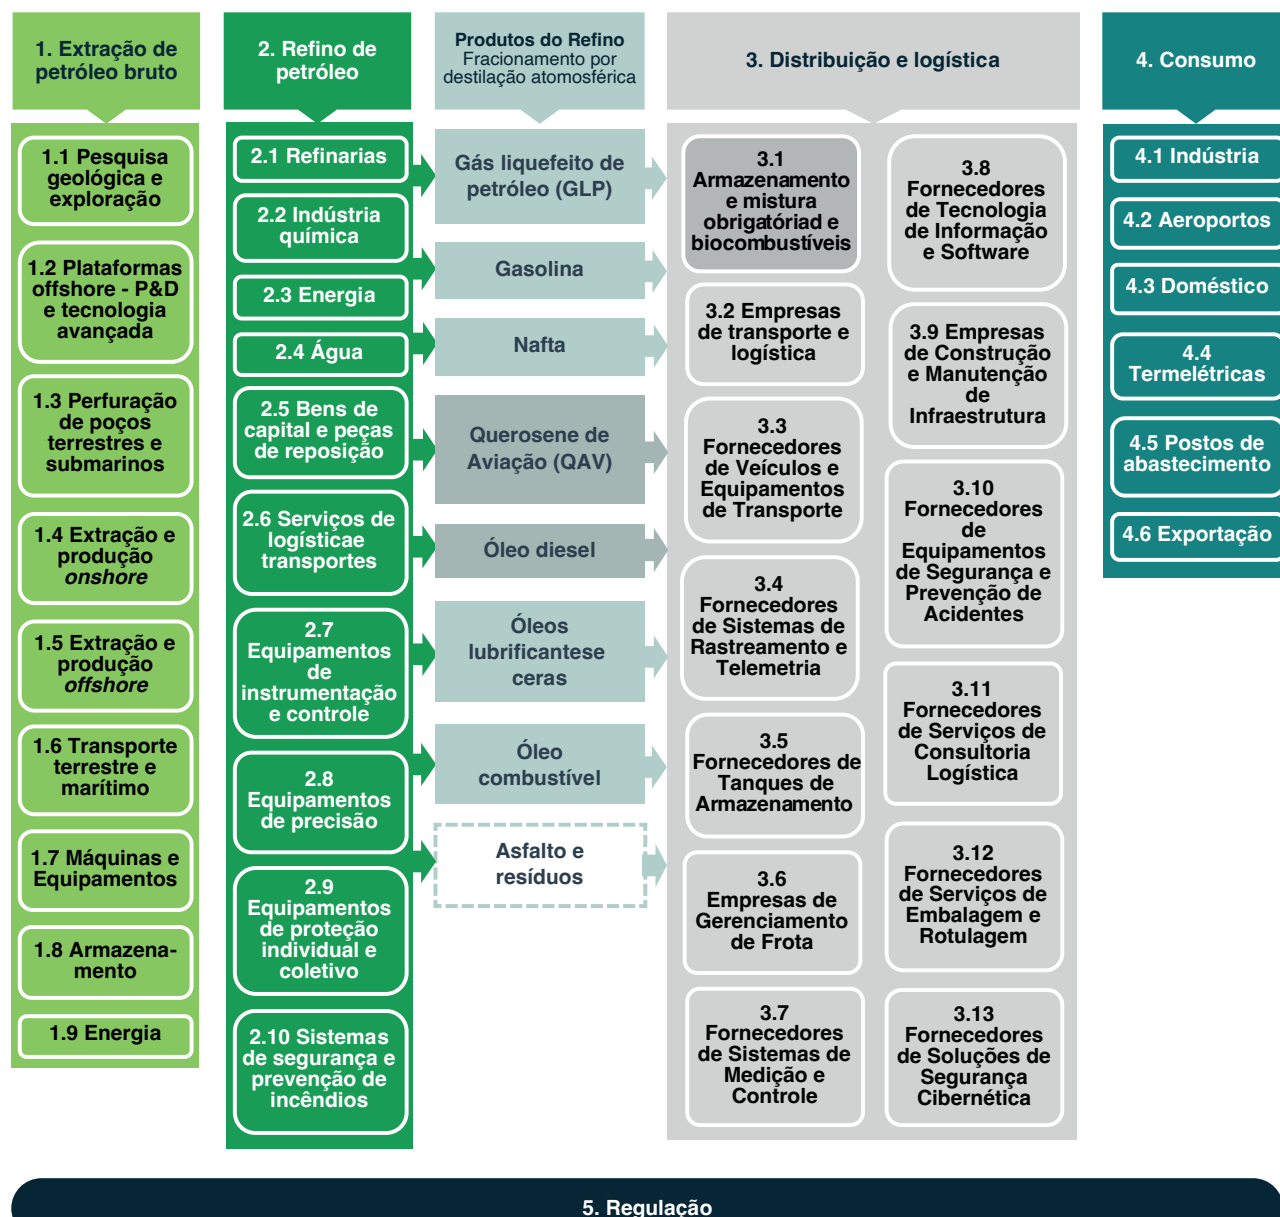 1. Extração de
petróleo bruto
1.1 Pesquisa
geológica e
exploração
1.2 Plataformas
offshore - P&D
e tecnologia
avançada
1.3 Perfuração
de poços
terrestres e
submarinos
1.4 Extração e
produção
onshore
1.5 Extração e
produção
offshore
1.6 Transporte
terrestre e
marítimo
1.7 Máquinas e
Equipamentos
1.8 Armazena-
mento
1.9 Energia
2. Refino de
petróleo
2.1 Refinarias
2.2 Indústria
química
2.3 Energia
2.4 Água
2.5 Bens de
capital e peças
de reposição
2.6 Serviços de
logísticae
transportes
2.7
Equipamentos
de
instrumentação
e controle
2.8
Equipamentos
de precisão
2.9
Equipamentos
de proteção
individual e
coletivo
2.10 Sistemas
de segurança e
prevenção de
incêndios
Produtos do Refino
Fracionamento por
destilação atomosférica
Gás liquefeito de
petróleo (GLP)
Gasolina
Nafta
Querosene de
Aviação (QAV)
Óleo diesel
Óleos
lubrificantese
ceras
Óleo
combustível
Asfalto e
resíduos
3. Distribuição e logística
3.1
Armazenamento
e mistura
obrigatóriad e
biocombustíveis
3.2 Empresas
de transporte e
logística
3.3
Fornecedores
de Veículos e
Equipamentos
de Transporte
3.4
Fornecedores
de Sistemas de
Rastreamento e
Telemetria
3.5
Fornecedores de
Tanques de
Armazenamento
3.6
Empresas de
Gerenciamento
de Frota
3.7
Fornecedores
de Sistemas de
Medição e
Controle
3.8
Fornecedores
de Tecnologia
de Informação
e Software
3.9 Empresas
de Construção
e Manutenção
de
Infraestrutura
3.10
Fornecedores
de
Equipamentos
de Segurança e
Prevenção de
Acidentes
3.11
Fornecedores
de Serviços de
Consultoria
Logística
3.12
Fornecedores
de Serviços de
Embalagem e
Rotulagem
3.13
Fornecedores
de Soluções de
Segurança
Cibernética
4. Consumo
4.1 Indústria
4.2 Aeroportos
4.3 Doméstico
4.4
Termelétricas
4.5 Postos de
abastecimento
4.6 Exportação
5. Regulação